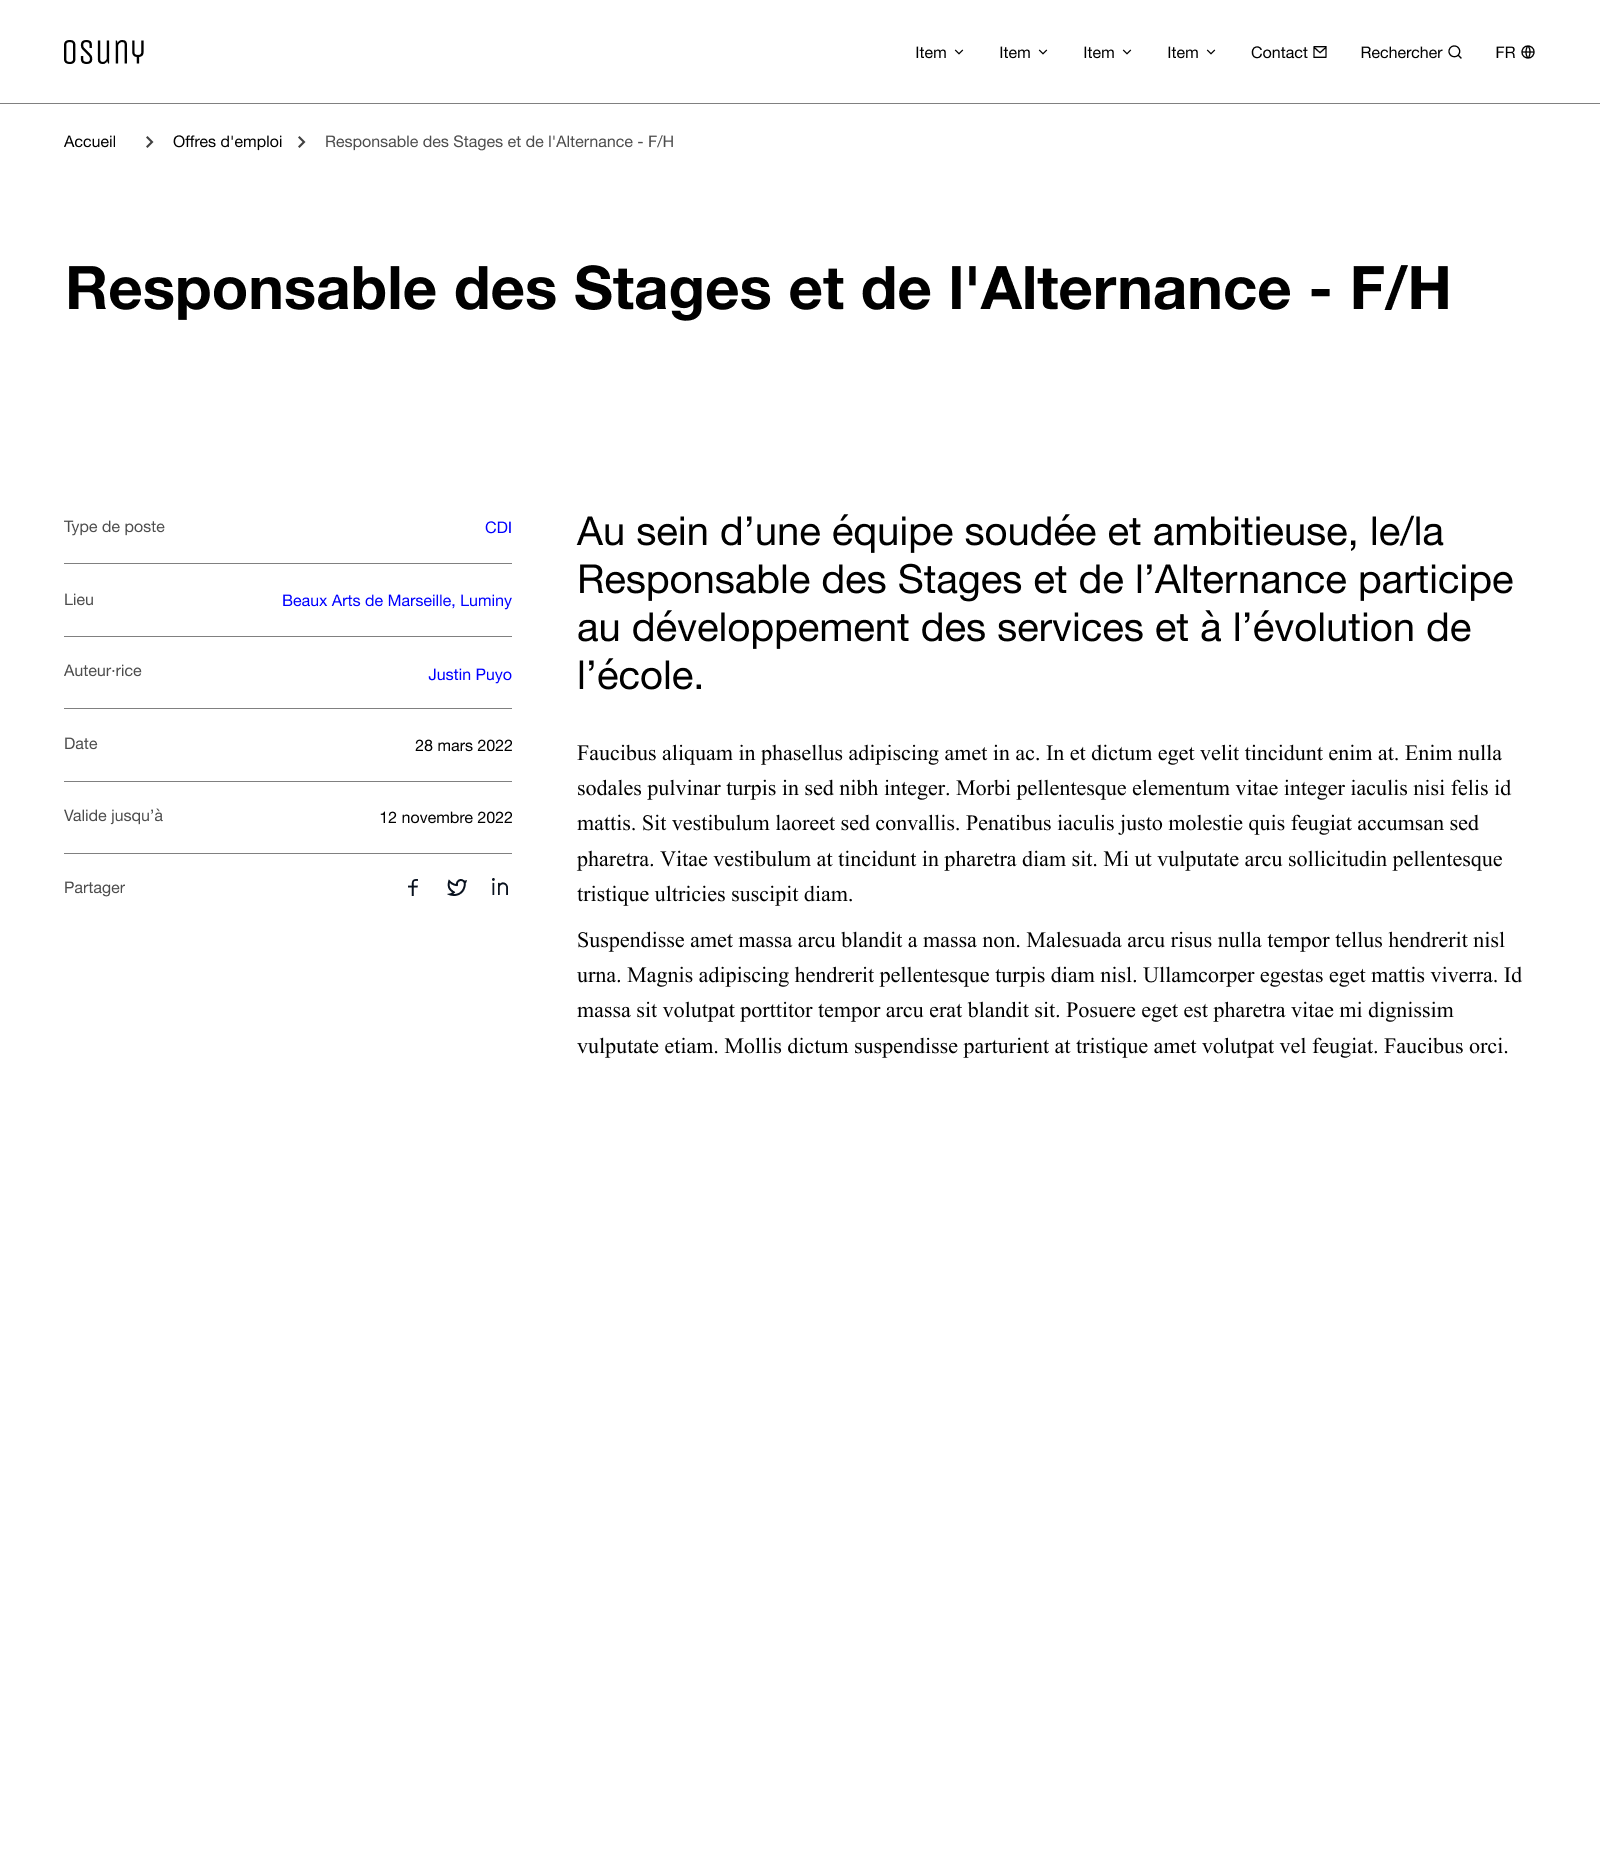 OSUNY
Item
Item
Item
Item
Contact
Rechercher
FR
Accueil
Offres d'emploi
Responsable des Stages et de l'Alternance - F/H
Responsable des Stages et de l'Alternance - F/H
Type de poste
CDI
Lieu
Beaux Arts de Marseille, Luminy
Auteur·rice
Justin Puyo
Date
28 mars 2022
Valide jusqu’à
12 novembre 2022
Partager
Au sein d’une équipe soudée et ambitieuse, le/la
Responsable des Stages et de l’Alternance participe
au développement des services et à l’évolution de
l’école.
Faucibus aliquam in phasellus adipiscing amet in ac. In et dictum eget velit tincidunt enim at. Enim nulla
sodales pulvinar turpis in sed nibh integer. Morbi pellentesque elementum vitae integer iaculis nisi felis id
mattis. Sit vestibulum laoreet sed convallis. Penatibus iaculis justo molestie quis feugiat accumsan sed
pharetra. Vitae vestibulum at tincidunt in pharetra diam sit. Mi ut vulputate arcu sollicitudin pellentesque
tristique ultricies suscipit diam.
Suspendisse amet massa arcu blandit a massa non. Malesuada arcu risus nulla tempor tellus hendrerit nisl
urna. Magnis adipiscing hendrerit pellentesque turpis diam nisl. Ullamcorper egestas eget mattis viverra. Id
massa sit volutpat porttitor tempor arcu erat blandit sit. Posuere eget est pharetra vitae mi dignissim
vulputate etiam. Mollis dictum suspendisse parturient at tristique amet volutpat vel feugiat. Faucibus orci.